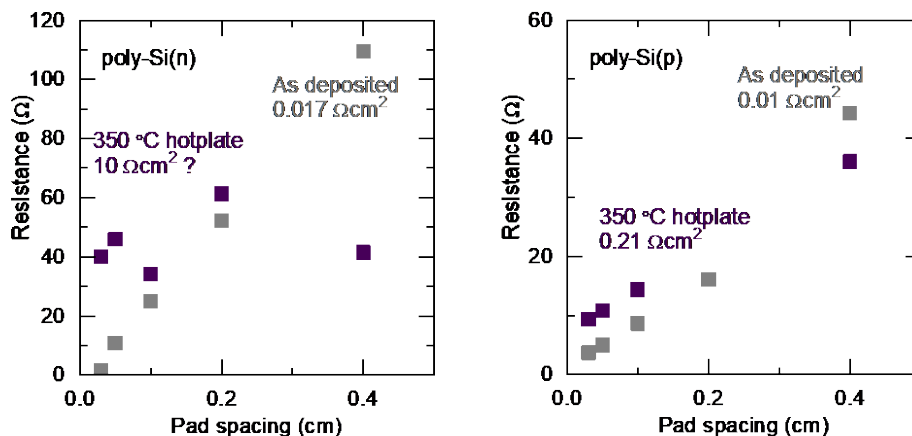 poly-Si(n)
As deposited
0.017 Ωcm²
350 °C hotplate
10 Ωcm² ?
Resistance (Ω)
120
100
80
60
40
20
0
0.0
0.2
0.4
Pad spacing (cm)
poly-Si(p)
As deposited
0.01 Ωcm²
350 °C hotplate
0.21 Ωcm²
Resistance (Ω)
60
40
20
0
0.0
0.2
0.4
Pad spacing (cm)